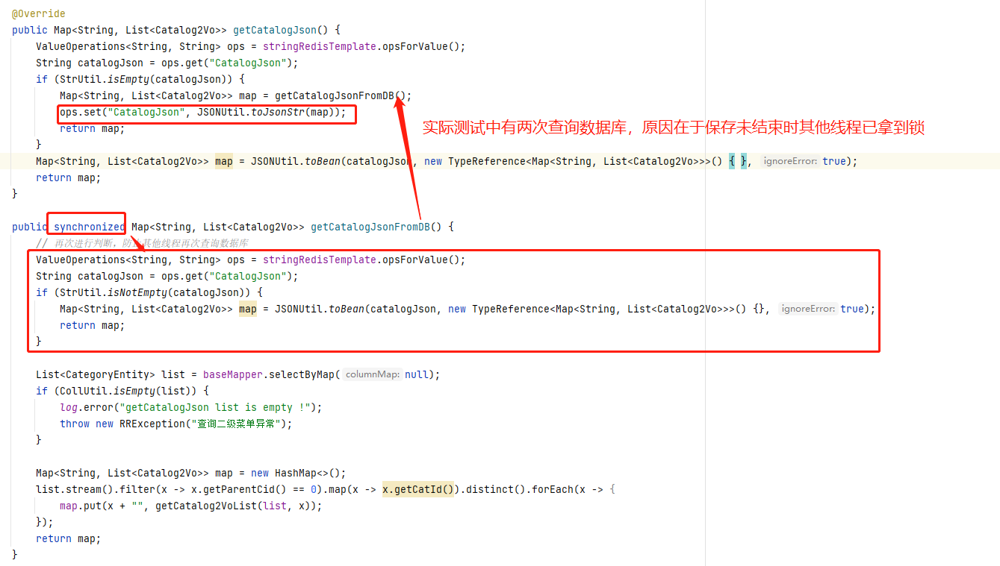 @Override
public Map<String, List<Catalog2Vo>> getCatalogJson() {
ValueOperations<String, String> ops = stringRedisTemplate.opsForValue();
String catalogJson = ops.get("CatalogJson");
if (StrUtil.isEmpty(catalogJson)) {
Map<String, List<Catalog2Vo>> map = getCatalogJsonFromDB();
ops.set("CatalogJson", JSONUtil.toJsonStr(map));
return map;
实际测试中有两次查询数据库，原因在于保存未结束时其他线程已拿到锁
}
Map<String, List<Catalog2Vo>> map = JSONUtil.toBean(catalogJson, new TypeReference<Map<String, List<Catalog2Vo>>>() { }, ignoreError: true);
return map;
}
public synchronized Map<String, List<Catalog2Vo>> getCatalogJsonFromDB() {
// 再次进行判断，防止其他线程再次查询数据库
ValueOperations<String, String> ops = stringRedisTemplate.opsForValue();
String catalogJson = ops.get("CatalogJson");
if (StrUtil.isNotEmpty(catalogJson)) {
Map<String, List<Catalog2Vo>> map = JSONUtil.toBean(catalogJson, new TypeReference<Map<String, List<Catalog2Vo>>>() {}, ignoreError: true);
return map;
}
List<CategoryEntity> list = baseMapper.selectByMap( columnMap: null);
if (CollUtil.isEmpty(list)) {
log.error("getCatalogJson list is empty !");
throw new RRException("查询二级菜单异常");
}
Map<String, List<Catalog2Vo>> map = new HashMap<>();
list.stream().filter(x -> x.getParentCid() == 0).map(x -> x.getCatId()).distinct().forEach(x -> {
map.put(x + "", getCatalog2VoList(list, x));
});
return map;
}